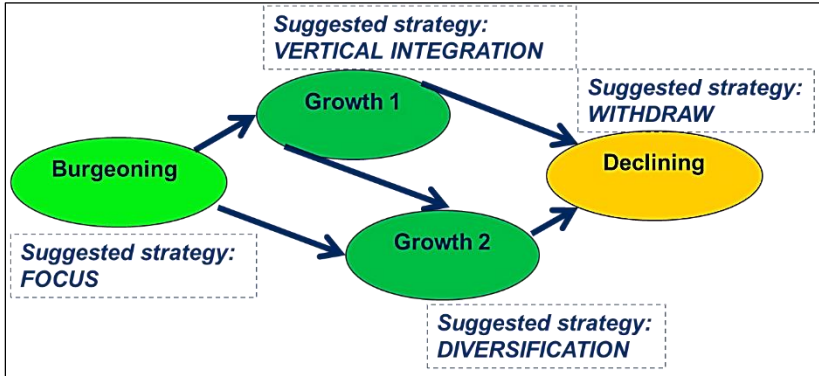 Suggested strategy:
VERTICAL INTEGRATION
Growth 1
Suggested strategy:
WITHDRAW
Burgeoning
Declining
Suggested strategy:
FOCUS
Growth 2
Suggested strategy:
DIVERSIFICATION